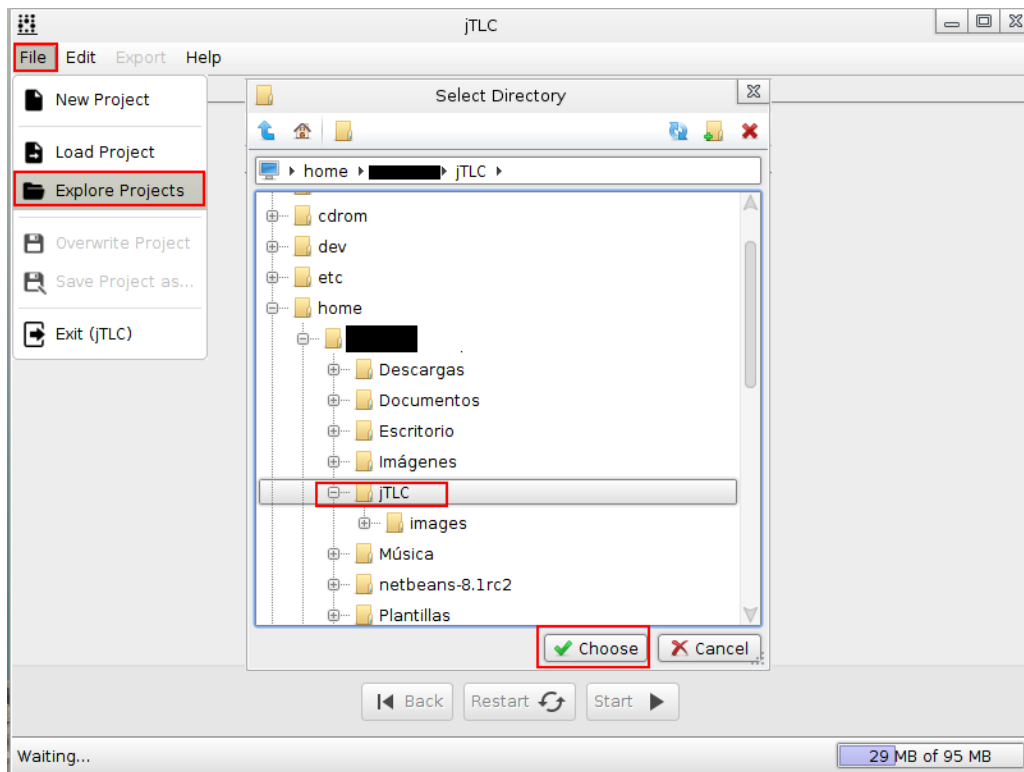 jTLC
File Edit Export Help
New Project
Load Project
Explore Projects
Overwrite Project
Save Project as...
Exit (jTLC)
Select Directory
home jTLC
cdrom
dev
etc
home
Descargas
Documentos
Escritorio
Imágenes
jTLC
images
Música
netbeans-8.1rc2
Plantillas
Choose Cancel
Back Restart Start
Waiting... 29 MB of 95 MB